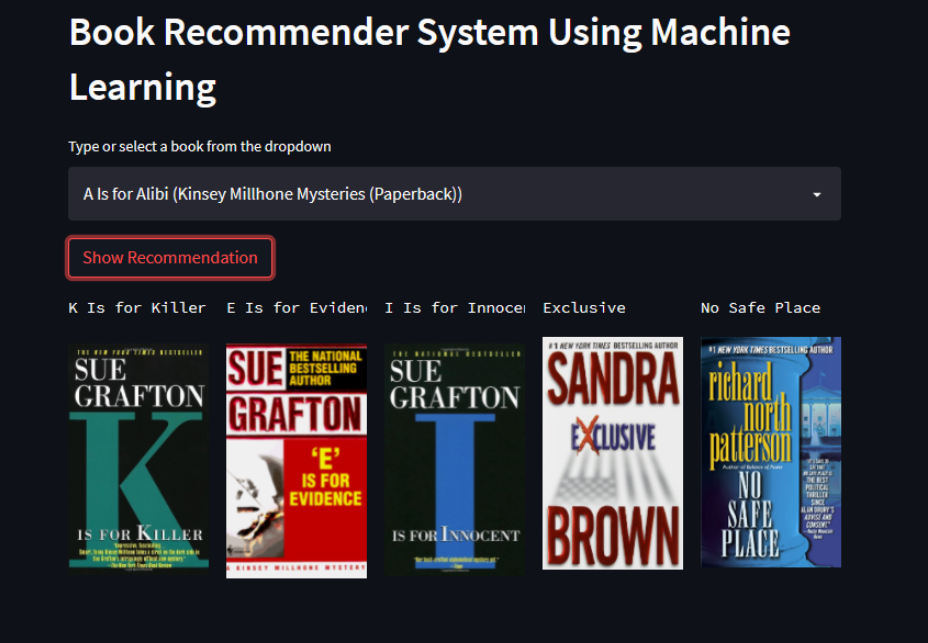 Book Recommender System Using Machine
Learning
Type or select a book from the dropdown
A Is for Alibi (Kinsey Millhone Mysteries (Paperback))
Show Recommendation
K Is for Killer
E Is for Eviden
I Is for Innocen
Exclusive
No Safe Place
THE NEW YORK TIMES BESTSELLER
SUE
GRAFTON
K
IS FOR KILLER
SUE
THE NATIONAL
BESTSELLING
AUTHOR
GRAFTON
'E'
IS FOR
EVIDENCE
A KINSEY MILLHONE MYSTERY
THE NATIONAL BESTSELLER
SUE
GRAFTON
I
IS FOR INNOCENT
#1 NEW YORK TIMES BESTSELLING AUTHOR
SANDRA
EXCLUSIVE
BROWN
#1 NEW YORK TIMES BESTSELLING AUTHOR
richard
north
patterson
Author of Balance of Power
NO
SAFE
PLACE
THE BEST
POLITICAL
THRILLER
SINCE
ALLEN DRURY'S
ADVISE AND
CONSENT